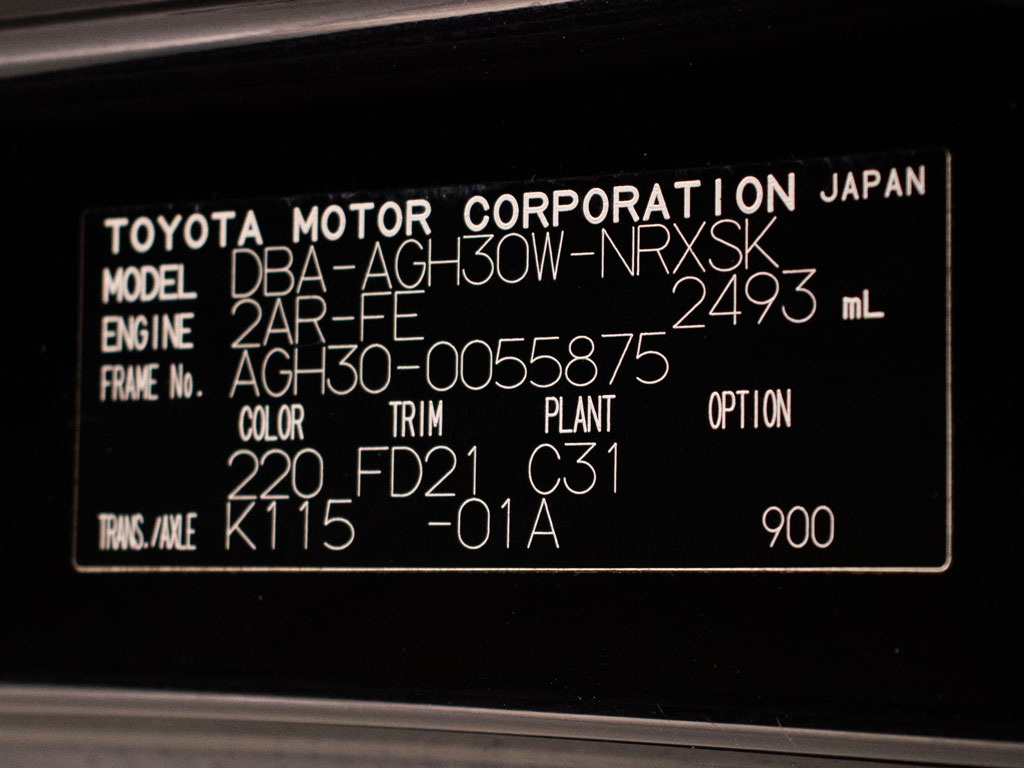 TOYOTA MOTOR CORPORATION JAPAN
MODEL DBA-AGH30W-NRXSK
ENGINE 2AR-FE 2493 mL
FRAME No. AGH30-0055875
COLOR TRIM PLANT OPTION
220 FD21 C31
TRANS./AXLE K115 -01A 900